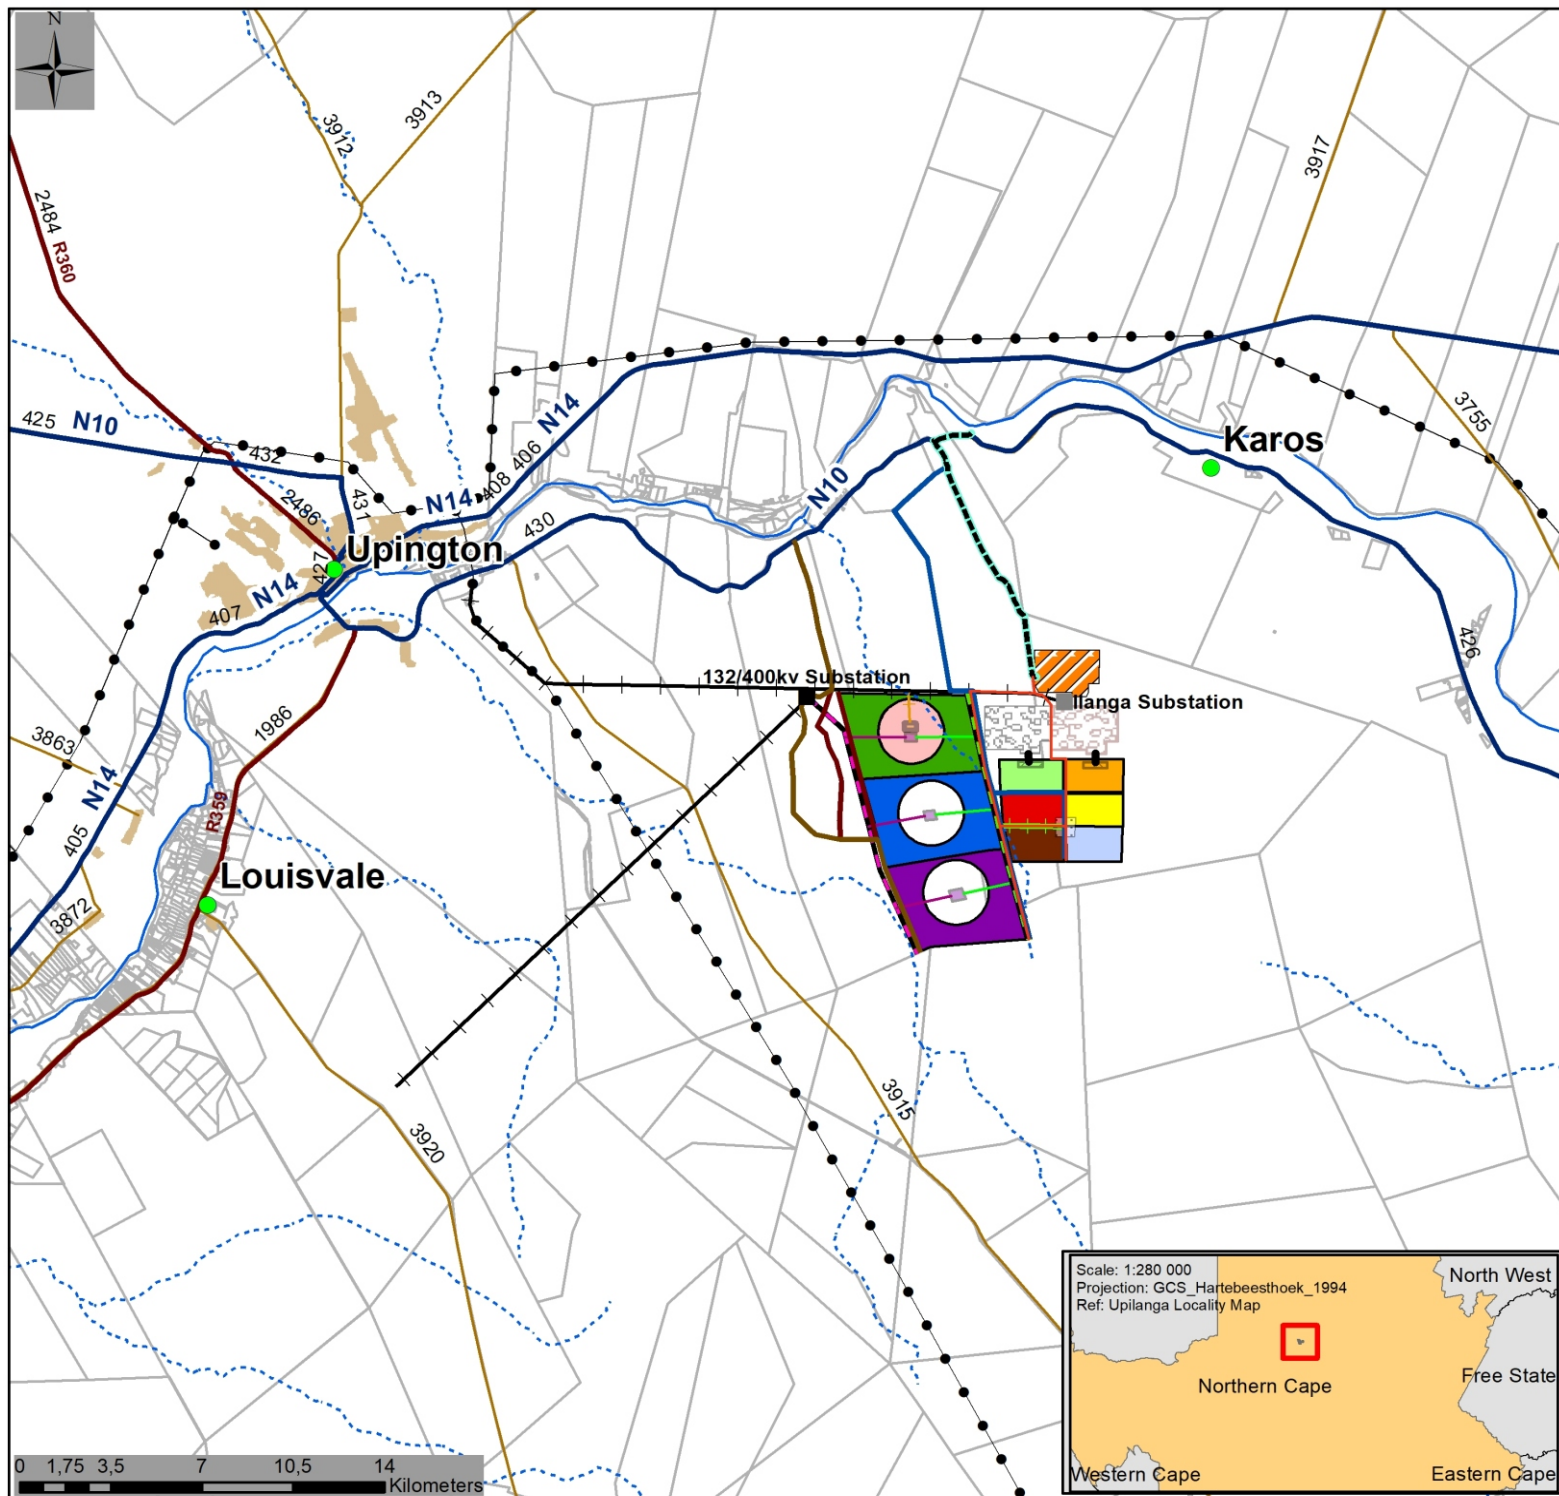 N
3912
3913
3917
2484
R360
3755
425
N10
432
N14
406
408
Karos
2486
431
N14
N10
430
Upington
427
N14
407
426
132/400kv Substation
Ilanga Substation
1986
3863
N14
R359
405
Louisvale
3872
3915
3920
Scale: 1:280 000
Projection: GCS_Hartebeesthoek_1994
Ref: Upilanga Locality Map
North West
Northern Cape
Free State
Western Cape
Eastern Cape
0 1,75 3,5 7 10,5 14
Kilometers